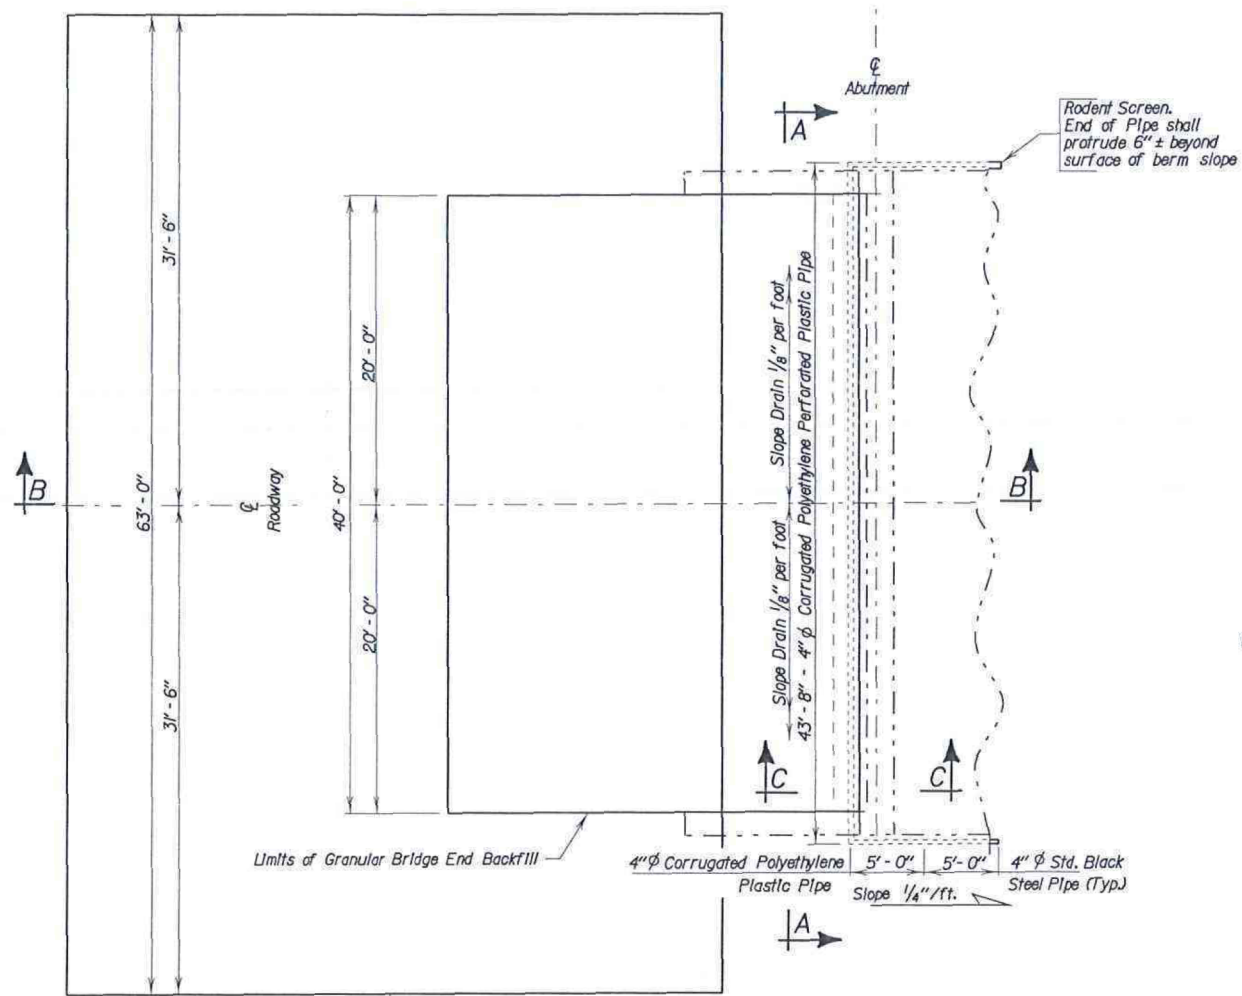 ℄
Abutment
A
Rodent Screen.
End of Pipe shall
protrude 6" ± beyond
surface of berm slope
31'- 6"
20'- 0"
Slope Drain 1/8" per foot
43'- 8" - 4" ϕ Corrugated Polyethylene Perforated Plastic Pipe
B
63'- 0"
℄
Roadway
40'- 0"
B
Slope Drain 1/8" per foot
20'- 0"
31'- 6"
C
C
Limits of Granular Bridge End Backfill
4" ϕ Corrugated Polyethylene
Plastic Pipe
5'- 0"
5'- 0"
4" ϕ Std. Black
Steel Pipe (Typ.)
Slope 1/4"/ft.
A